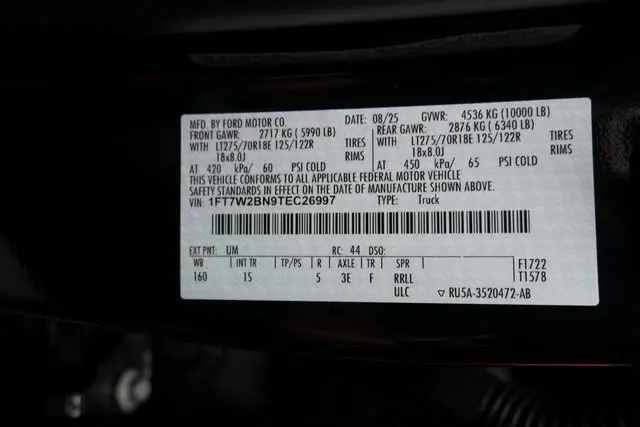 MFD. BY FORD MOTOR CO. DATE: 08/25 GVWR: 4536 KG (10000 LB)
FRONT GAWR: 2717 KG ( 5990 LB) REAR GAWR: 2876 KG ( 6340 LB)
WITH LT275/70R18E 125/122R TIRES WITH LT275/70R18E 125/122R TIRES
18x8.0J RIMS 18x8.0J RIMS
AT 420 kPa/ 60 PSI COLD AT 450 kPa/ 65 PSI COLD
THIS VEHICLE CONFORMS TO ALL APPLICABLE FEDERAL MOTOR VEHICLE
SAFETY STANDARDS IN EFFECT ON THE DATE OF MANUFACTURE SHOWN ABOVE.
VIN: 1FT7W2BN9TEC26997 TYPE: Truck
EXT PNT: UM RC: 44 DSO:
WB INT TR TP/PS R AXLE TR SPR F1722
160 1S 5 3E F RRLL T1578
ULC ▽ RU5A-3520472-AB